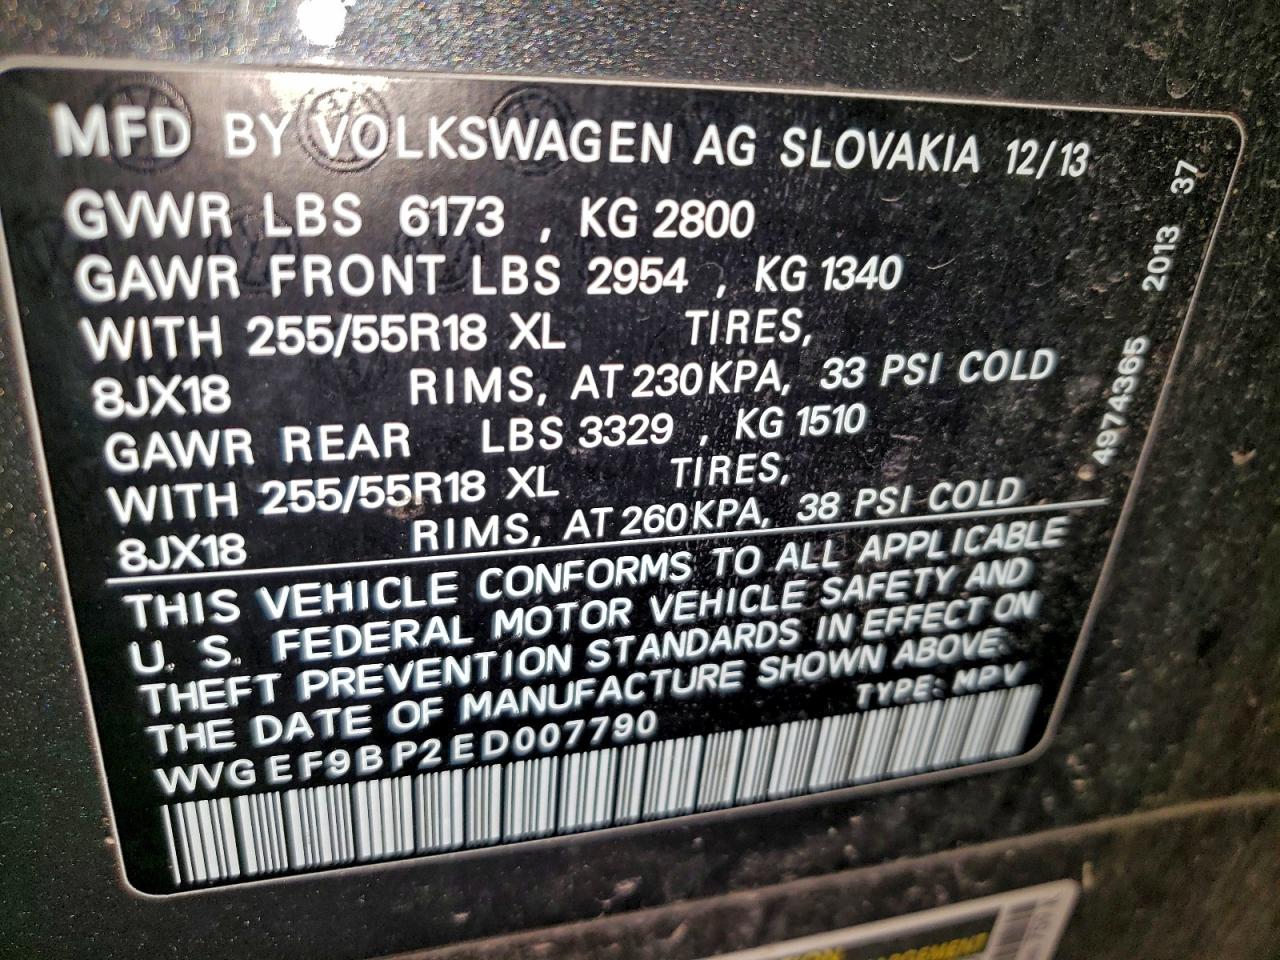 MFD BY VOLKSWAGEN AG SLOVAKIA 12/13
GVWR LBS 6173 , KG 2800
GAWR FRONT LBS 2954 , KG 1340
WITH 255/55R18 XL TIRES,
8JX18 RIMS, AT 230KPA, 33 PSI COLD
GAWR REAR LBS 3329 , KG 1510
WITH 255/55R18 XL TIRES,
8JX18 RIMS, AT 260KPA, 38 PSI COLD
THIS VEHICLE CONFORMS TO ALL APPLICABLE
U. S. FEDERAL MOTOR VEHICLE SAFETY AND
THEFT PREVENTION STANDARDS IN EFFECT ON
THE DATE OF MANUFACTURE SHOWN ABOVE.
WVGEF9BP2ED007790 TYPE: MPV
4974365 2013 37